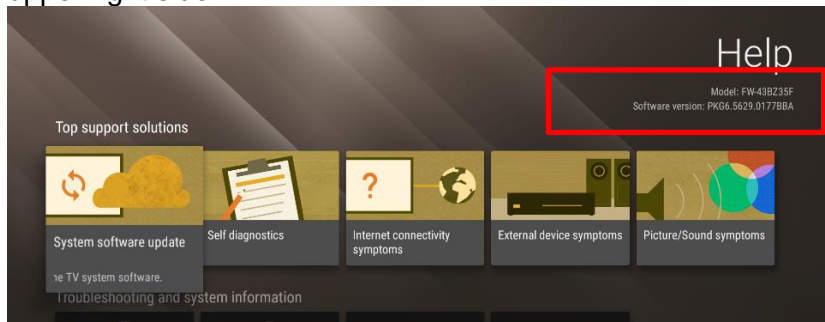 Help
Model: FW-43BZ35F
Software version: PKG6.5629.0177BBA
Top support solutions
System software update
ne TV system software.
Self diagnostics
Internet connectivity
symptoms
External device symptoms
Picture/Sound symptoms
Troubleshooting and system information